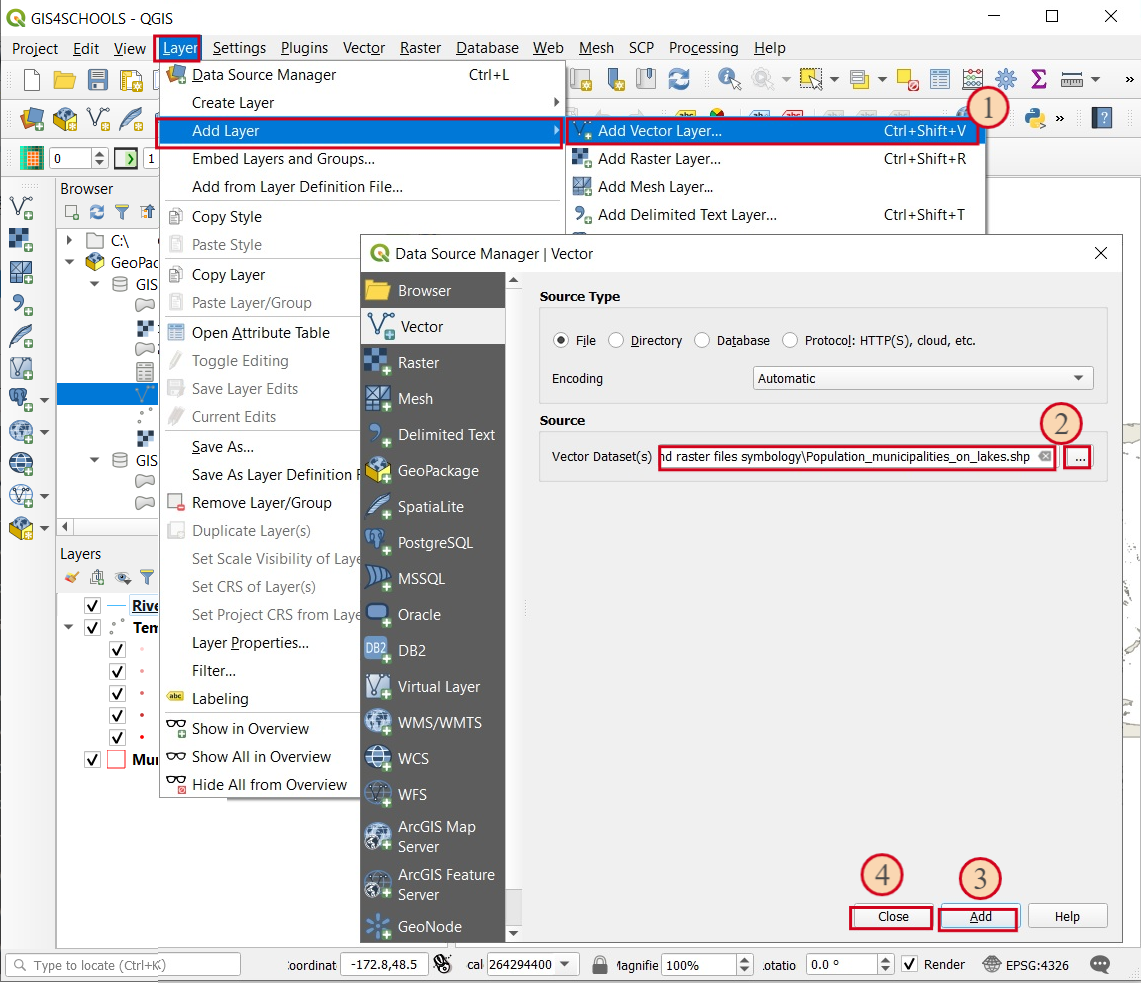 GIS4SCHOOLS - QGIS
Project Edit View Layer Settings Plugins Vector Raster Database Web Mesh SCP Processing Help
Data Source Manager Ctrl+L
Create Layer
Add Layer
Embed Layers and Groups...
Add from Layer Definition File...
Copy Style
Paste Style
Copy Layer
Paste Layer/Group
Open Attribute Table
Toggle Editing
Save Layer Edits
Current Edits
Save As...
Save As Layer Definition F
Remove Layer/Group
Duplicate Layer(s)
Set Scale Visibility of Laye
Set CRS of Layer(s)
Set Project CRS from Laye
Layer Properties...
Filter...
Labeling
Show in Overview
Show All in Overview
Hide All from Overview
1
Add Vector Layer... Ctrl+Shift+V
Add Raster Layer... Ctrl+Shift+R
Add Mesh Layer...
Add Delimited Text Layer... Ctrl+Shift+T
0
1
Browser
C:\
GeoPac
GIS
GIS
Layers
Rive
Tem
Mun
Data Source Manager | Vector
Browser
Vector
Raster
Mesh
Delimited Text
GeoPackage
SpatiaLite
PostgreSQL
MSSQL
Oracle
DB2
DB2
Virtual Layer
WMS/WMTS
WCS
WFS
ArcGIS Map
Server
ArcGIS Feature
Server
GeoNode
Source Type
File Directory Database Protocol: HTTP(S), cloud, etc.
Encoding Automatic
Source
2
Vector Dataset(s) nd raster files symbology\Population_municipalities_on_lakes.shp ...
4 3
Close Add Help
Type to locate (Ctrl+K) :oordinat -172.8,48.5 cal 264294400 Magnifie 100% otatio 0.0 ° Render EPSG:4326